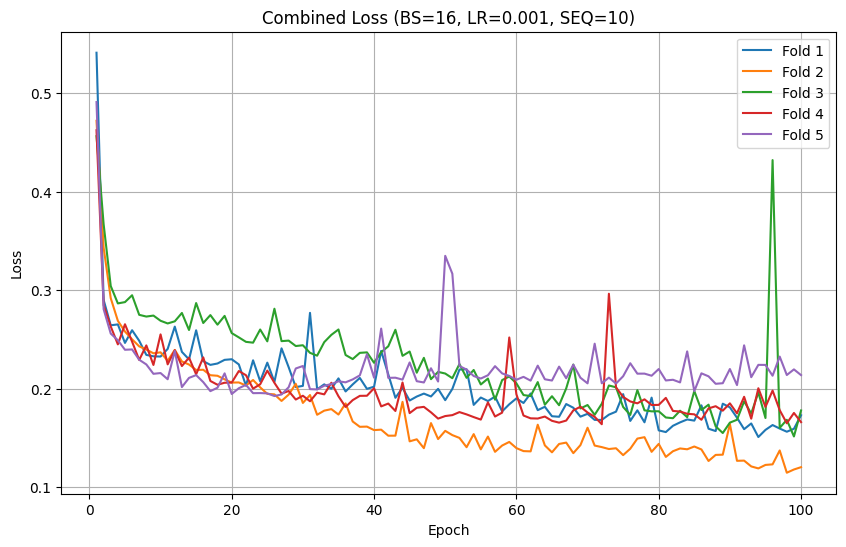 Combined Loss (BS=16, LR=0.001, SEQ=10)
Fold 1
Fold 2
Fold 3
Fold 4
Fold 5
0.5
0.4
0.3
0.2
0.1
Loss
0 20 40 60 80 100
Epoch